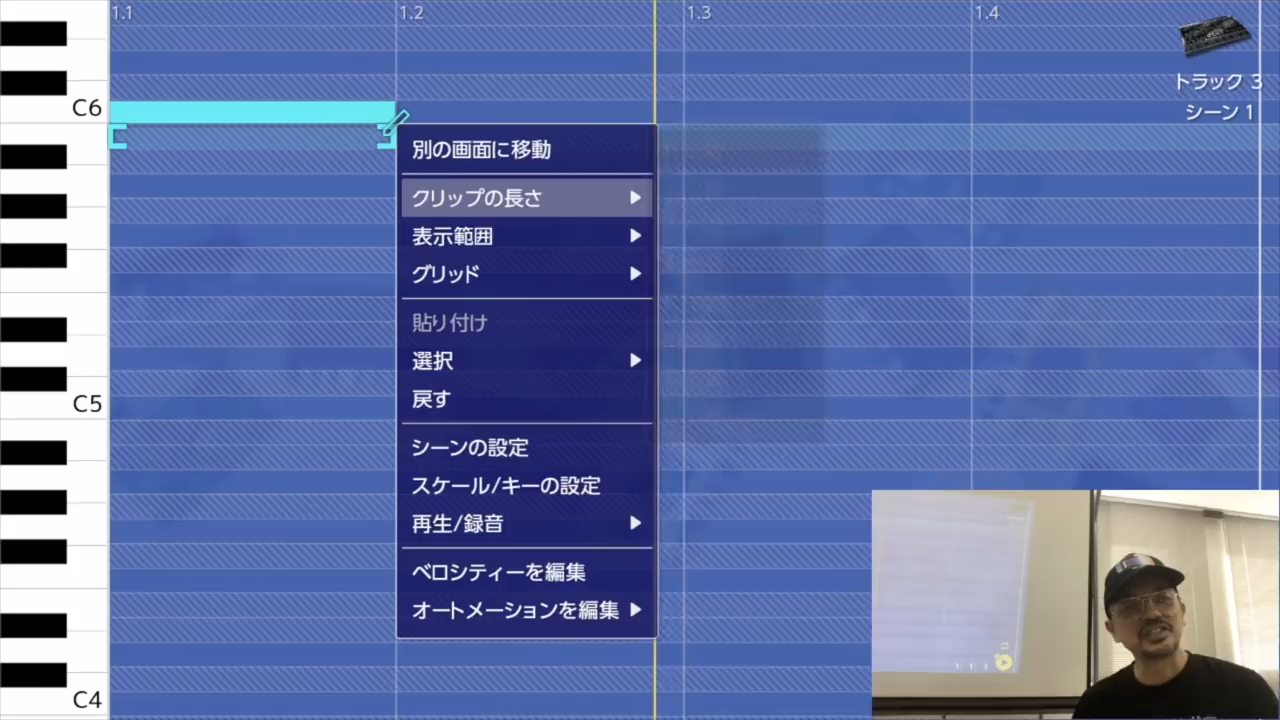 1.1
1.2
1.3
1.4
トラック 3
シーン 1
C6
C5
C4
別の画面に移動
クリップの長さ
表示範囲
グリッド
貼り付け
選択
戻す
シーンの設定
スケール/キーの設定
再生/録音
ベロシティーを編集
オートメーションを編集